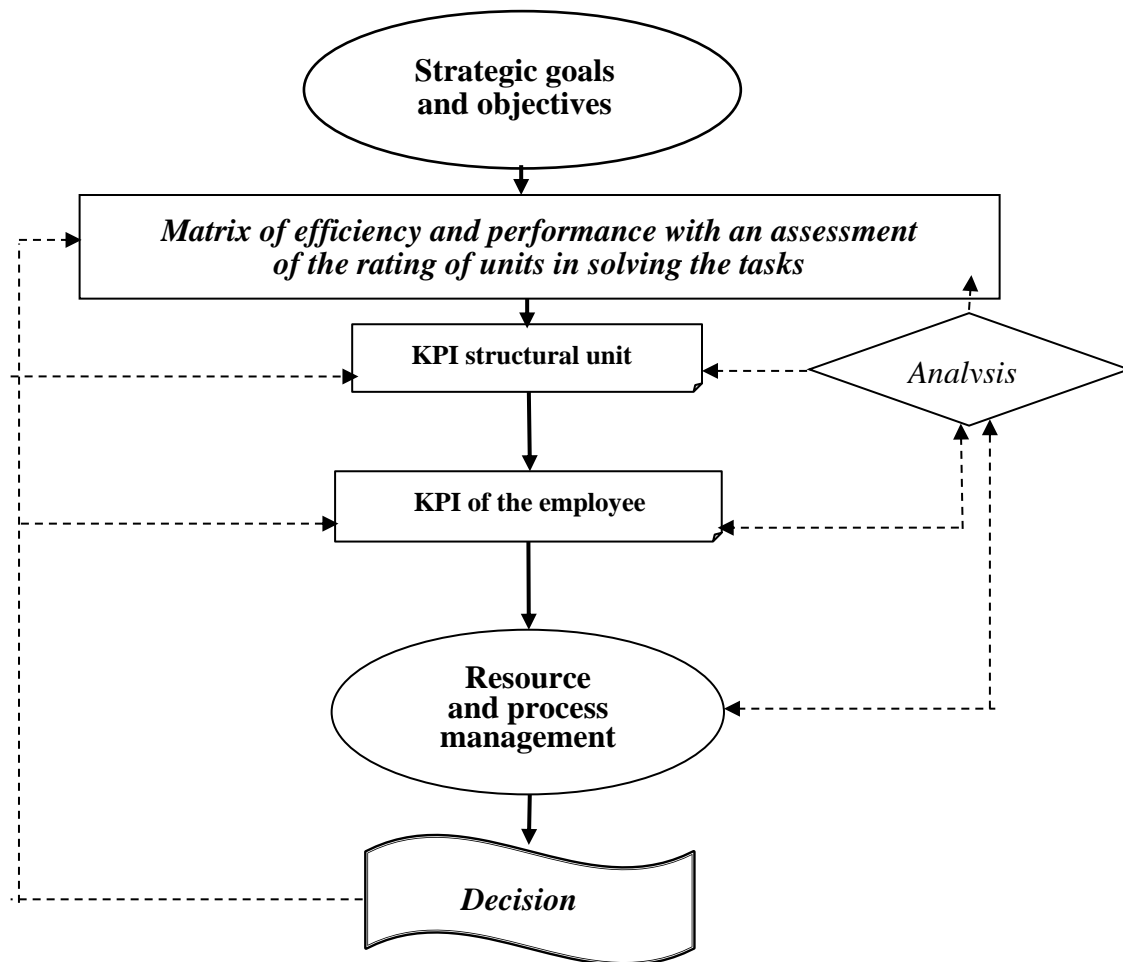 Strategic goals
and objectives
Matrix of efficiency and performance with an assessment
of the rating of units in solving the tasks
KPI structural unit
Analysis
KPI of the employee
Resource
and process
management
Decision